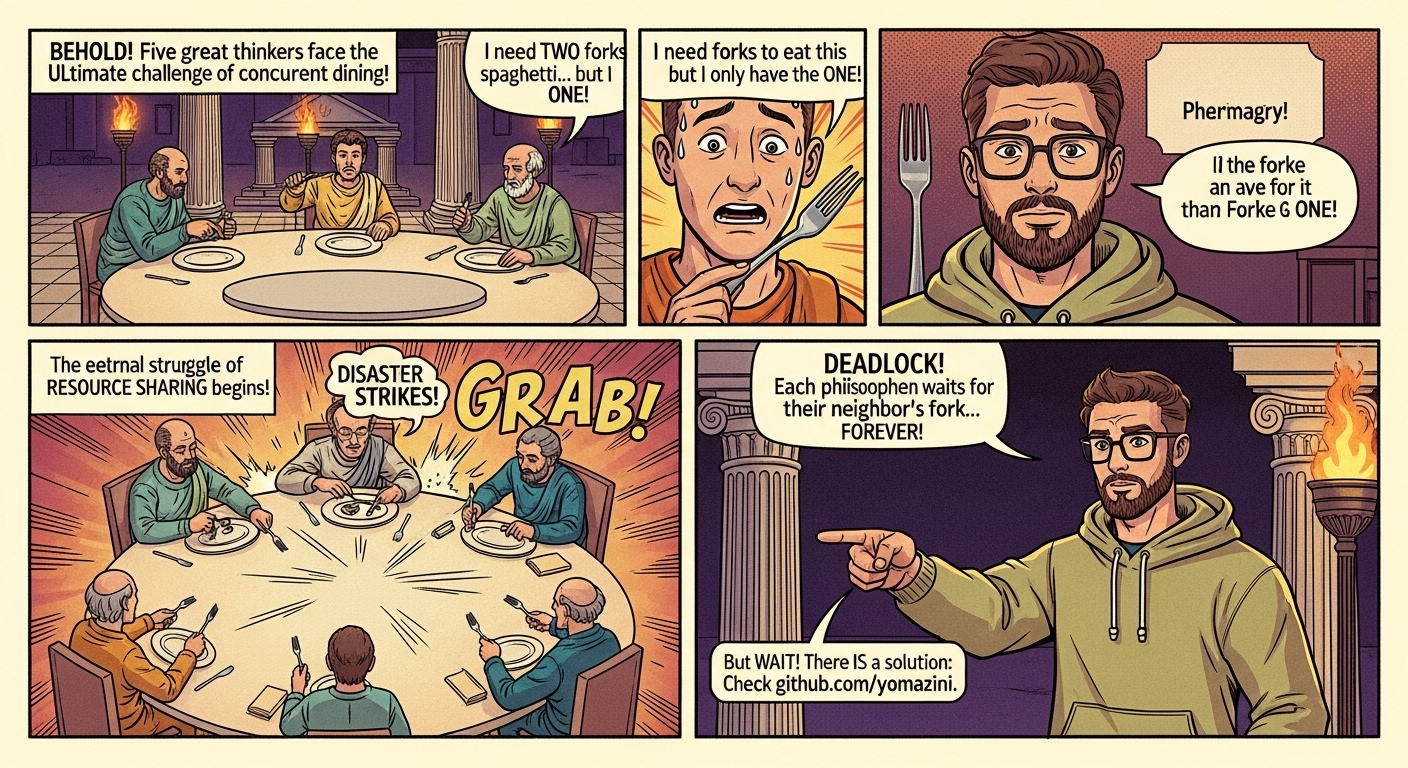 BEHOLD! Five great thinkers face the
ULtimate challenge of concurent dining!
I need TWO forks
spaghetti... but I
ONE!
I need forks to eat this
but I only have the ONE!
Phermagry!
Il the forke
an ave for it
than Forke G ONE!
The eetrnal struggle of
RESOURCE SHARING begins!
DISASTER
STRIKES!
GRAB!
DEADLOCK!
Each phiisoophen waits for
their neighbor's fork...
FOREVER!
But WAIT! There IS a solution:
Check github.com/yomazini.